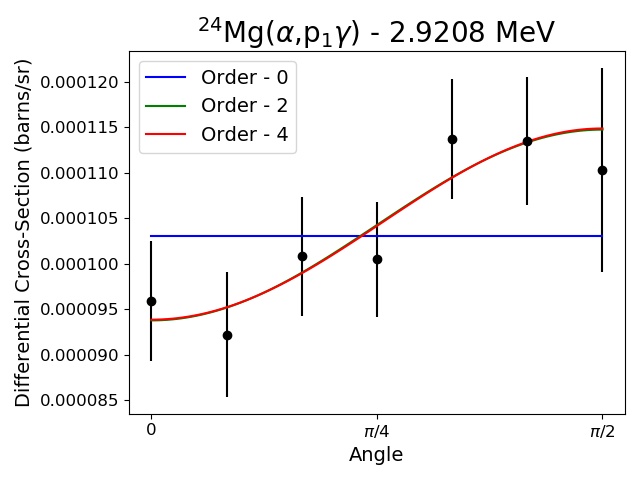 ²⁴Mg(α,p₁γ) - 2.9208 MeV
Order - 0
Order - 2
Order - 4
Differential Cross-Section (barns/sr)
0.000120
0.000115
0.000110
0.000105
0.000100
0.000095
0.000090
0.000085
0
π/4
π/2
Angle